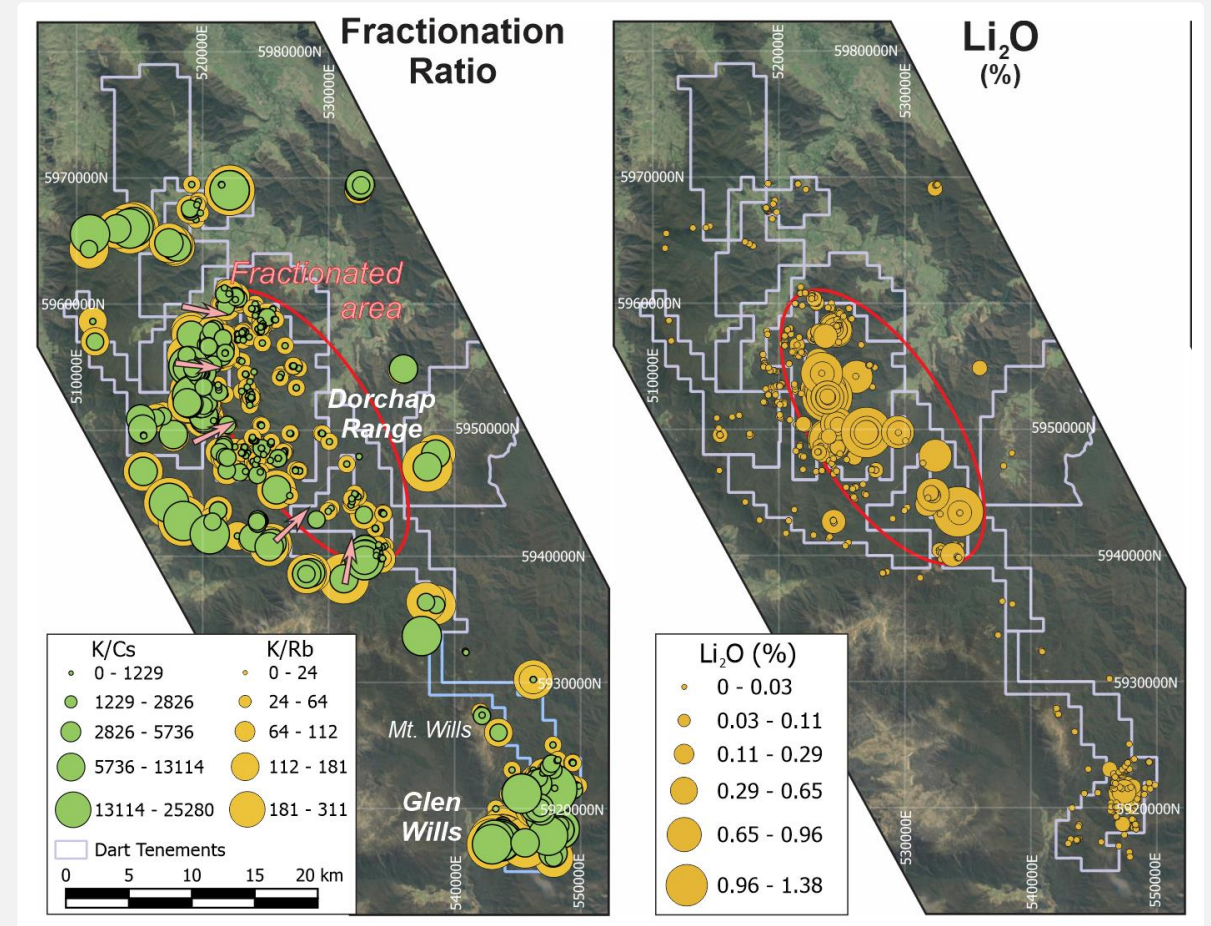 Fractionation
Ratio
520000E
5980000N
530000E
5970000N
Fractionated
area
5960000N
510000E
Dorchap
Range
5950000N
5940000N
5930000N
Mt. Wills
Glen
Wills
5920000N
540000E
550000E
K/Cs
0 - 1229
1229 - 2826
2826 - 5736
5736 - 13114
13114 - 25280
K/Rb
0 - 24
24 - 64
64 - 112
112 - 181
181 - 311
Dart Tenements
0 5 10 15 20 km
Li₂O
(%)
520000E
5980000N
530000E
5970000N
5960000N
510000E
5950000N
5940000N
5930000N
5920000N
530000E
540000E
550000E
Li₂O (%)
0 - 0.03
0.03 - 0.11
0.11 - 0.29
0.29 - 0.65
0.65 - 0.96
0.96 - 1.38